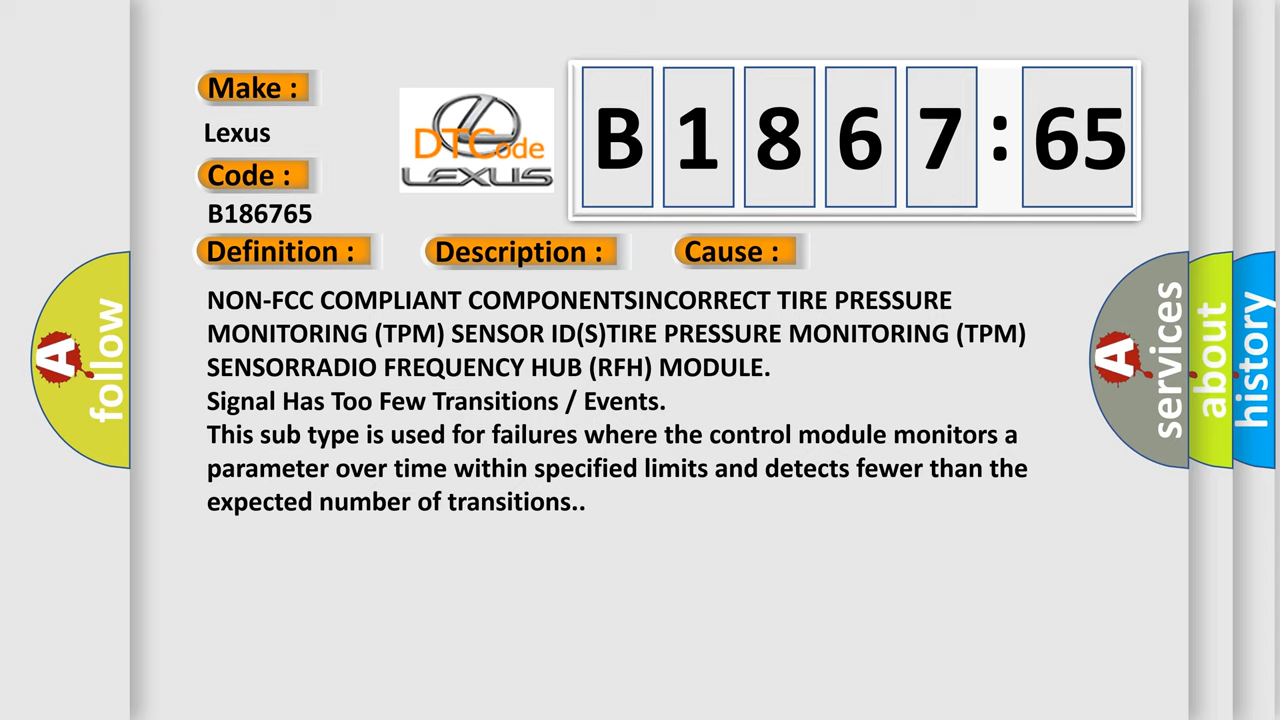 Make :
Lexus
Code :
B186765
DTCode
LEXUS
B 1 8 6 7 : 65
Definition :
Description :
Cause :
NON-FCC COMPLIANT COMPONENTSINCORRECT TIRE PRESSURE
MONITORING (TPM) SENSOR ID(S)TIRE PRESSURE MONITORING (TPM)
SENSORRADIO FREQUENCY HUB (RFH) MODULE.
Signal Has Too Few Transitions / Events.
This sub type is used for failures where the control module monitors a
parameter over time within specified limits and detects fewer than the
expected number of transitions..
A
follow
A
services
about
history